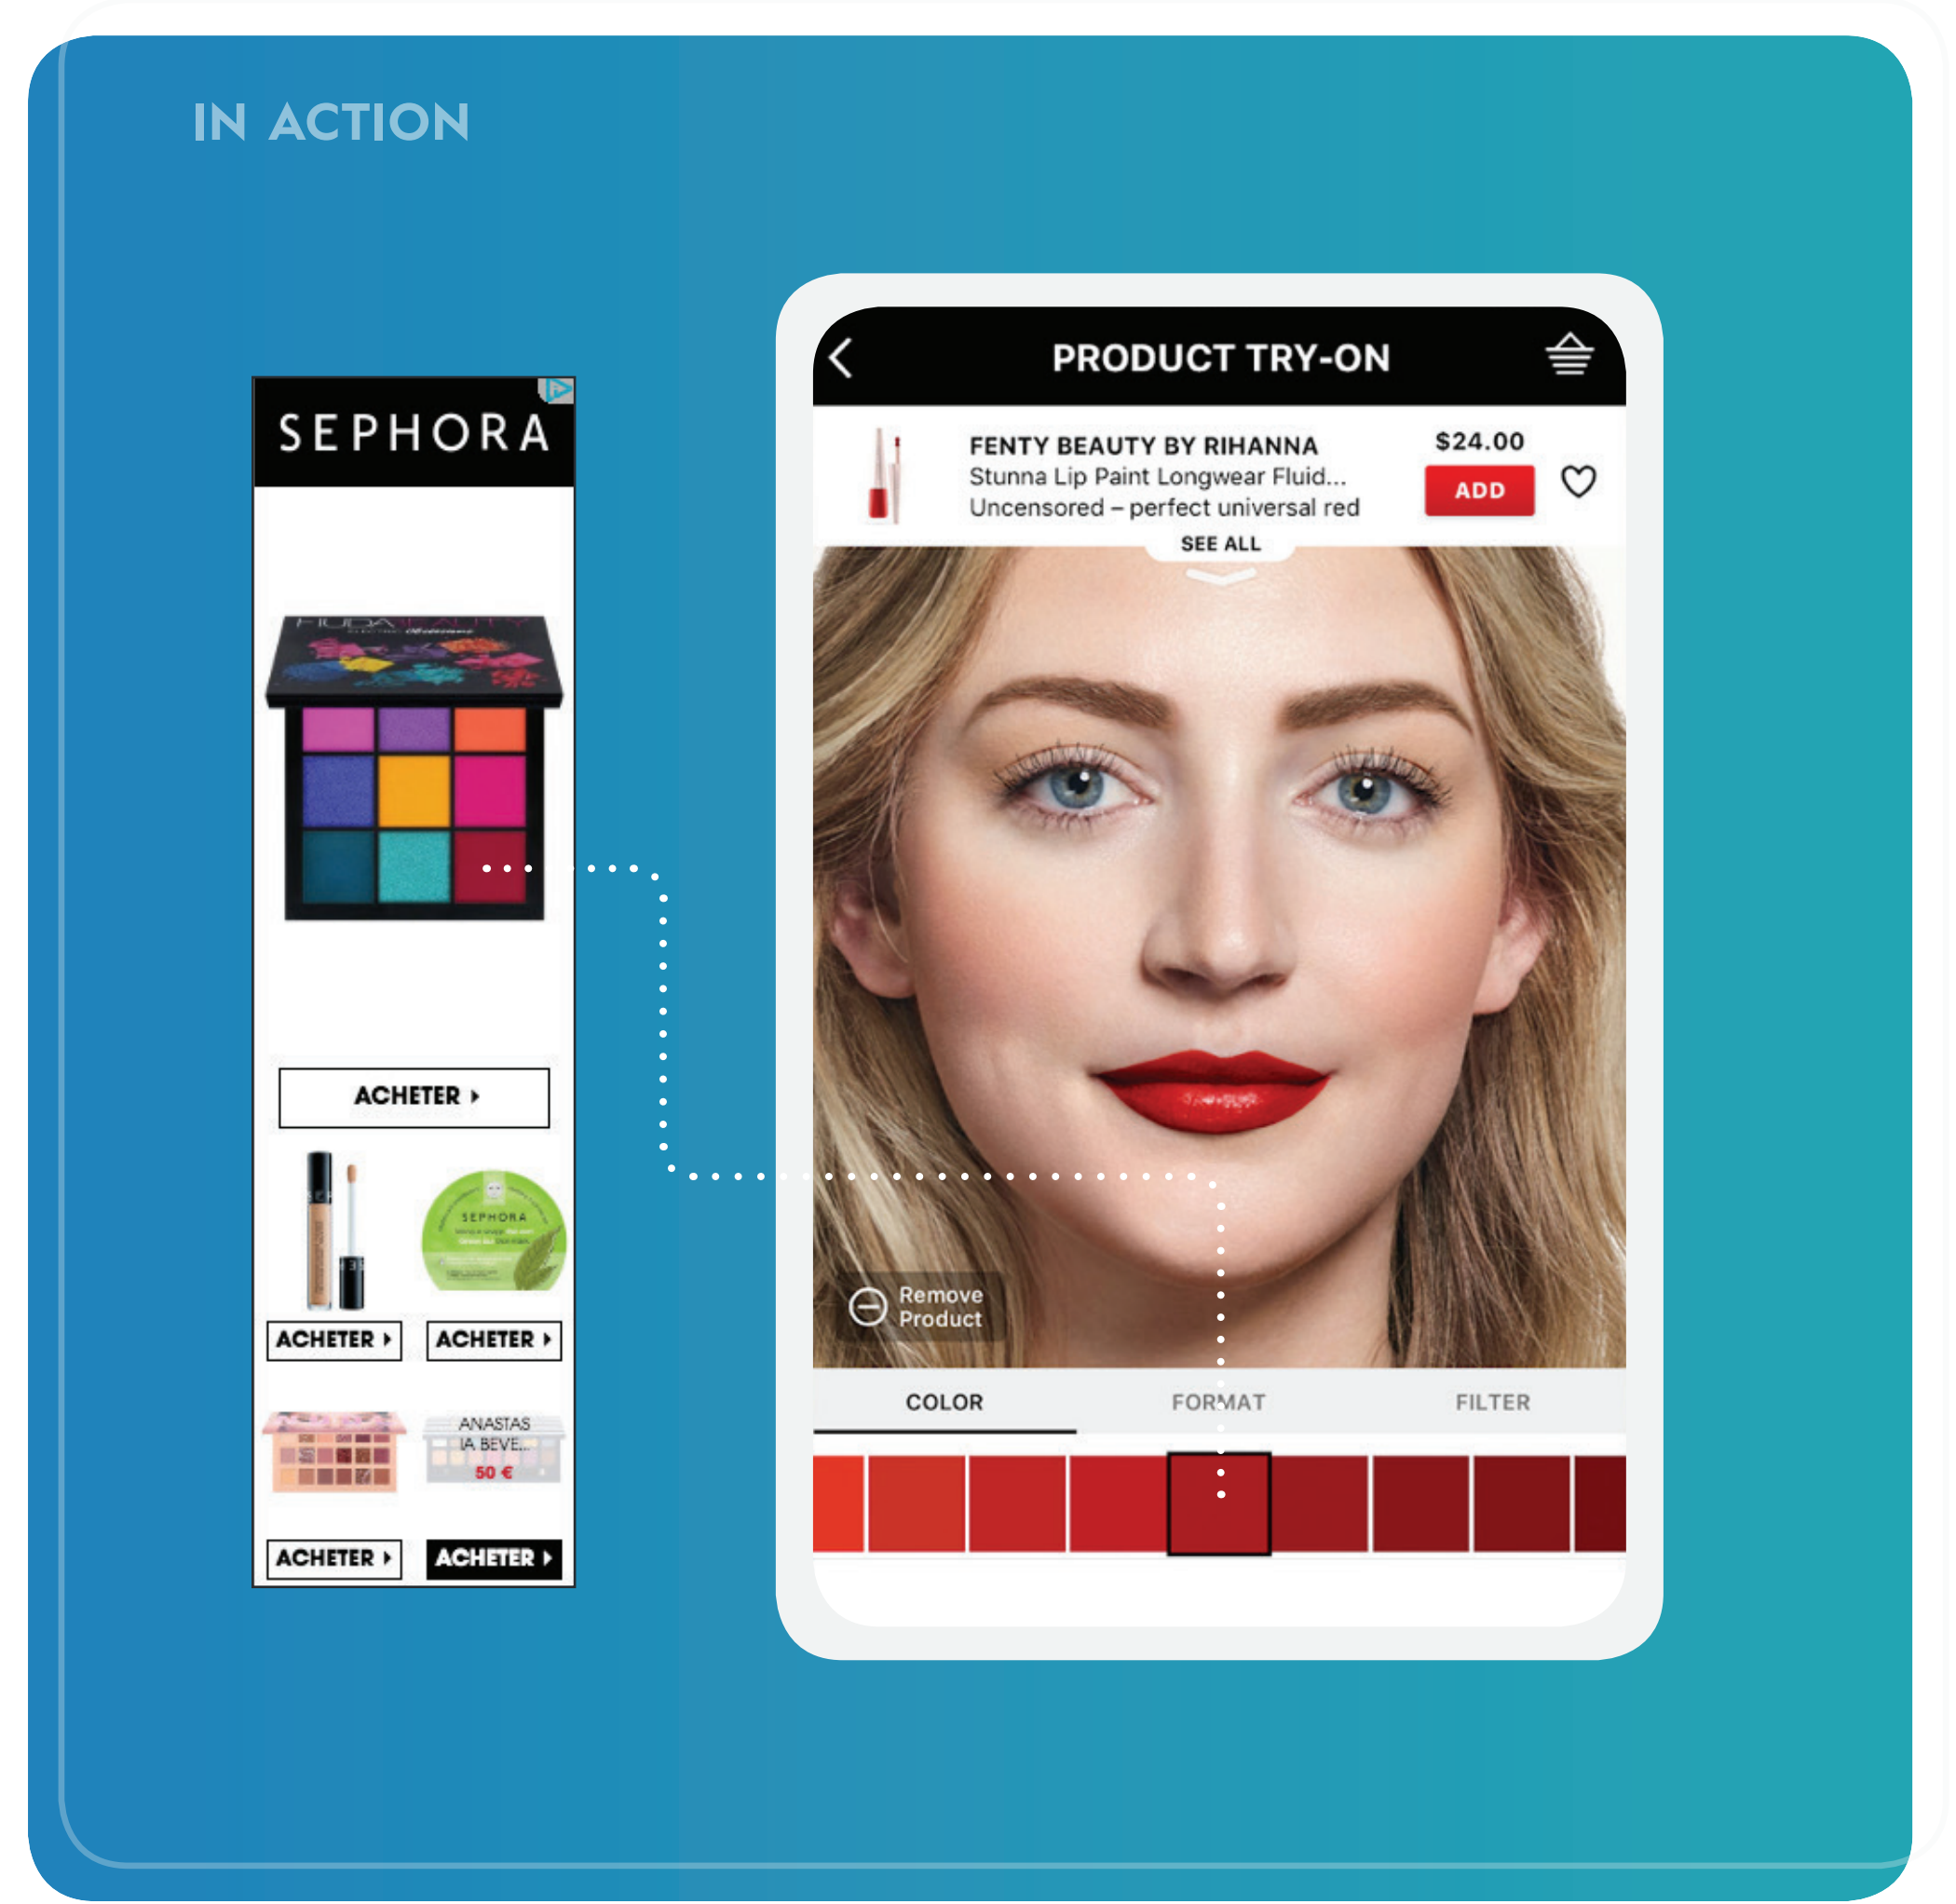 IN ACTION
SEPHORA
HUDABEAUTY
ACHETER
SEPHORA
ACHETER
ACHETER
ANASTAS
IA BEVE...
50 €
ACHETER
ACHETER
PRODUCT TRY-ON
FENTY BEAUTY BY RIHANNA
Stunna Lip Paint Longwear Fluid...
Uncensored – perfect universal red
$24.00
ADD
SEE ALL
Remove
Product
COLOR
FORMAT
FILTER